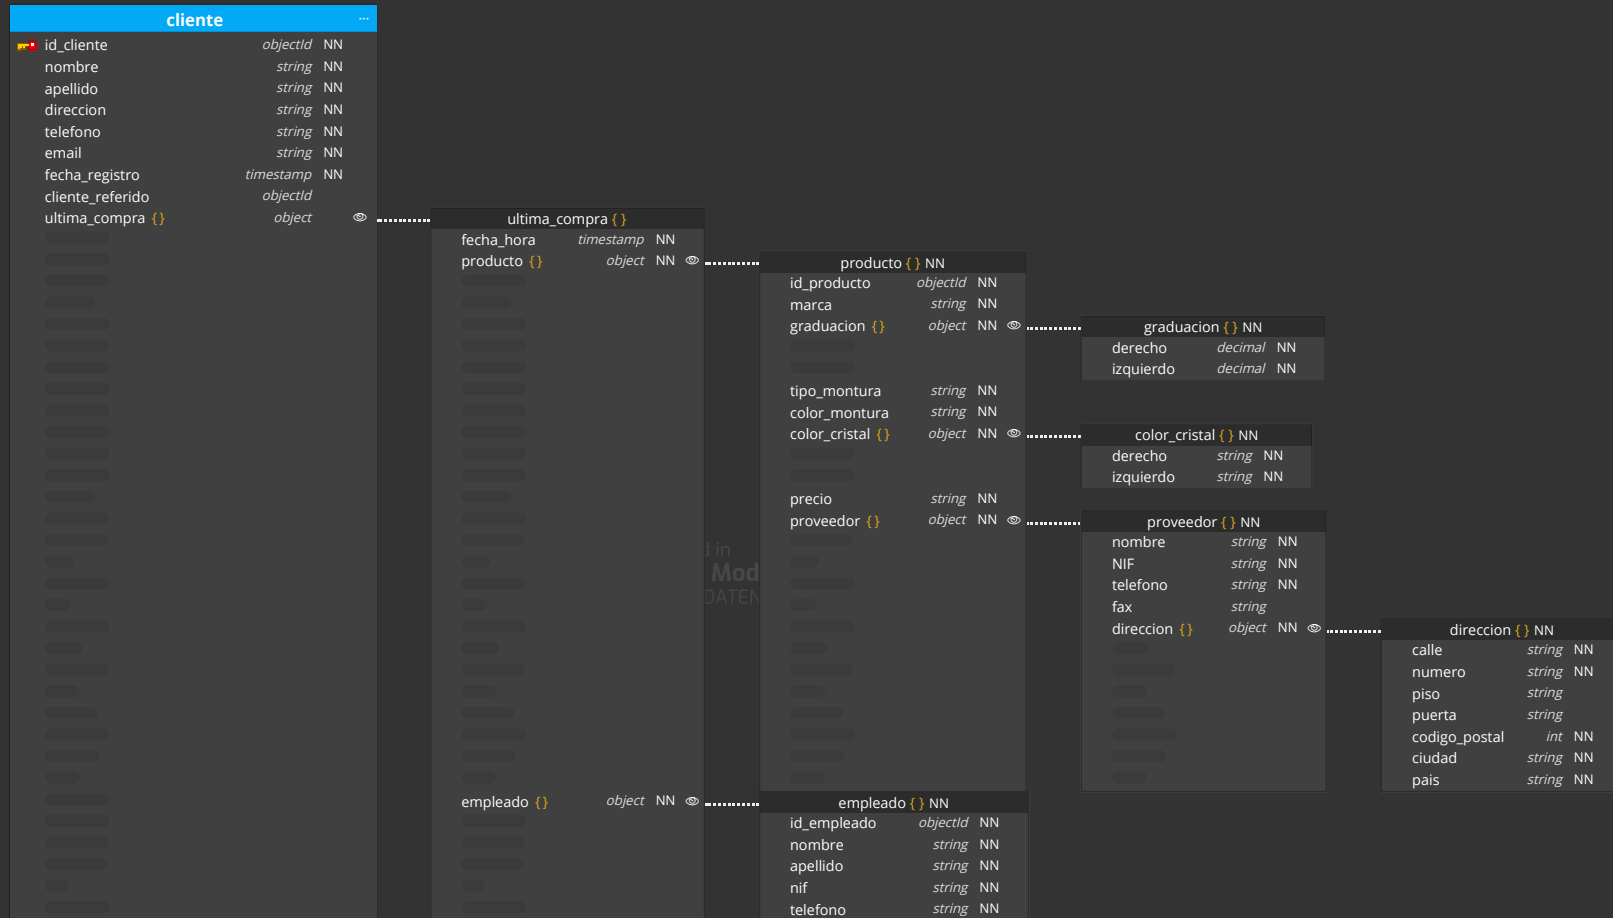 cliente ...
id_cliente objectId NN
nombre string NN
apellido string NN
direccion string NN
telefono string NN
email string NN
fecha_registro timestamp NN
cliente_referido objectId
ultima_compra { } object
ultima_compra { }
fecha_hora timestamp NN
producto { } object NN
producto { } NN
id_producto objectId NN
marca string NN
graduacion { } object NN
graduacion { } NN
derecho decimal NN
izquierdo decimal NN
tipo_montura string NN
color_montura string NN
color_cristal { } object NN
color_cristal { } NN
derecho string NN
izquierdo string NN
precio string NN
proveedor { } object NN
proveedor { } NN
nombre string NN
NIF string NN
telefono string NN
fax string
direccion { } object NN
direccion { } NN
calle string NN
numero string NN
piso string
puerta string
codigo_postal int NN
ciudad string NN
pais string NN
d in
Mod
DATEN
empleado { } object NN
empleado { } NN
id_empleado objectId NN
nombre string NN
apellido string NN
nif string NN
telefono string NN